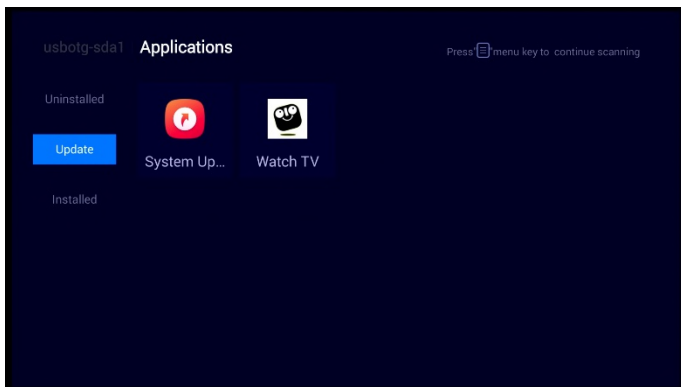 usbotg-sda1 Applications
Press"menu key to continue scanning
Uninstalled
Update
System Up... Watch TV
Installed